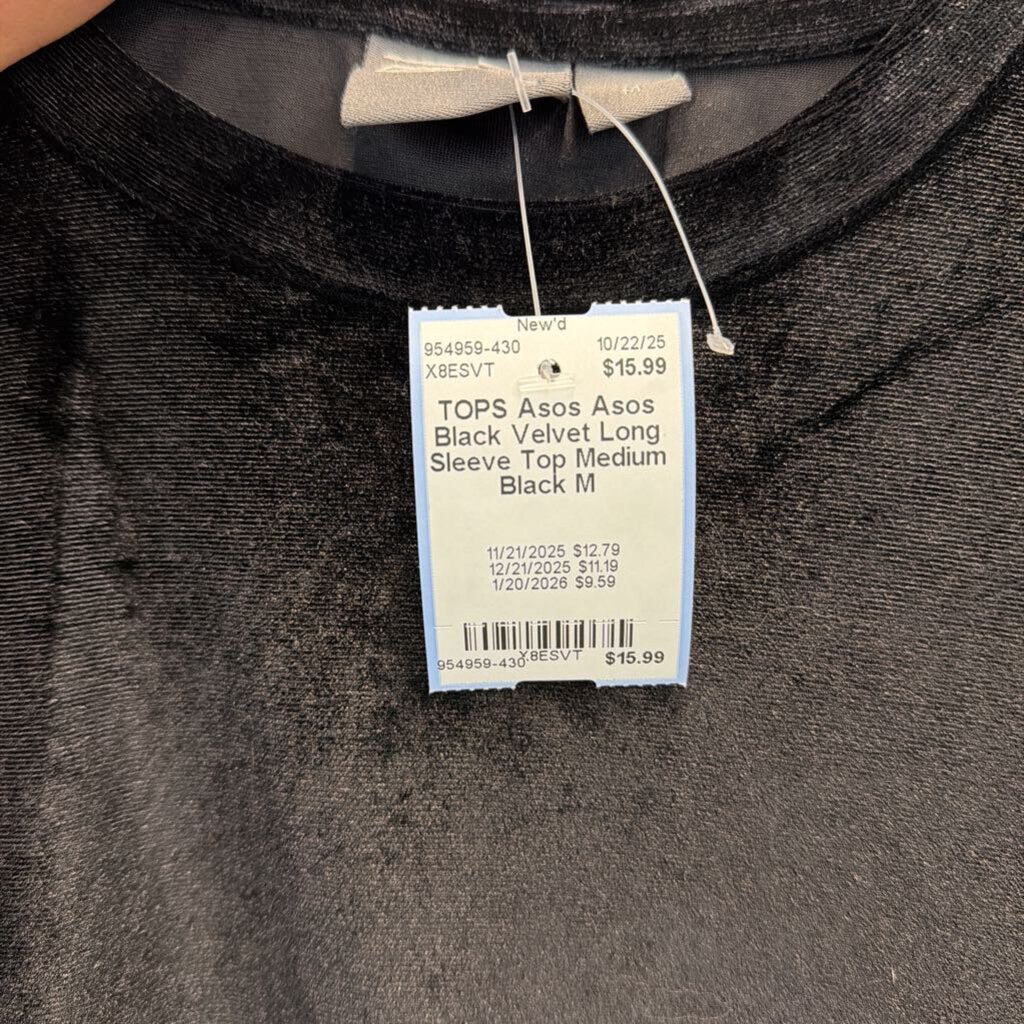 New'd
954959-430 10/22/25
X8ESVT $15.99
TOPS Asos Asos
Black Velvet Long
Sleeve Top Medium
Black M
11/21/2025 $12.79
12/21/2025 $11.19
1/20/2026 $9.59
954959-430 X8ESVT $15.99